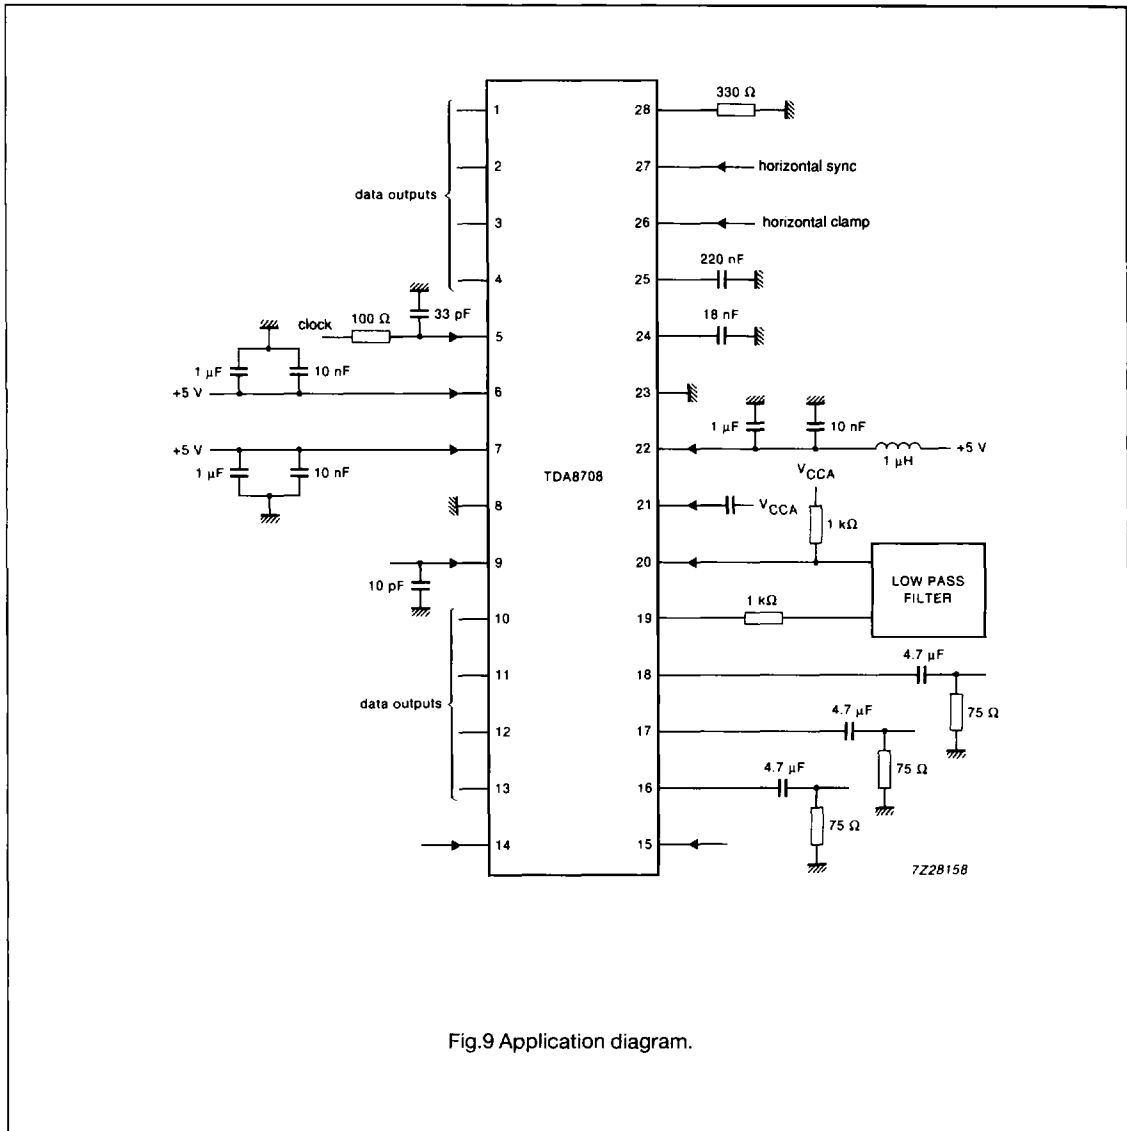 330 Ω
1
28
2
27
horizontal sync
data outputs
3
26
horizontal clamp
220 nF
4
25
18 nF
33 pF
100 Ω
clock
5
24
1 µF
10 nF
+5 V
6
23
1 µF
10 nF
+5 V
7
22
+5 V
1 µF
10 nF
1 µH
TDA8708
VCCA
8
21
VCCA
1 kΩ
9
20
10 pF
LOW PASS
FILTER
1 kΩ
10
19
4.7 µF
11
18
data outputs
4.7 µF
75 Ω
12
17
4.7 µF
75 Ω
13
16
75 Ω
14
15
7Z28158
Fig.9 Application diagram.